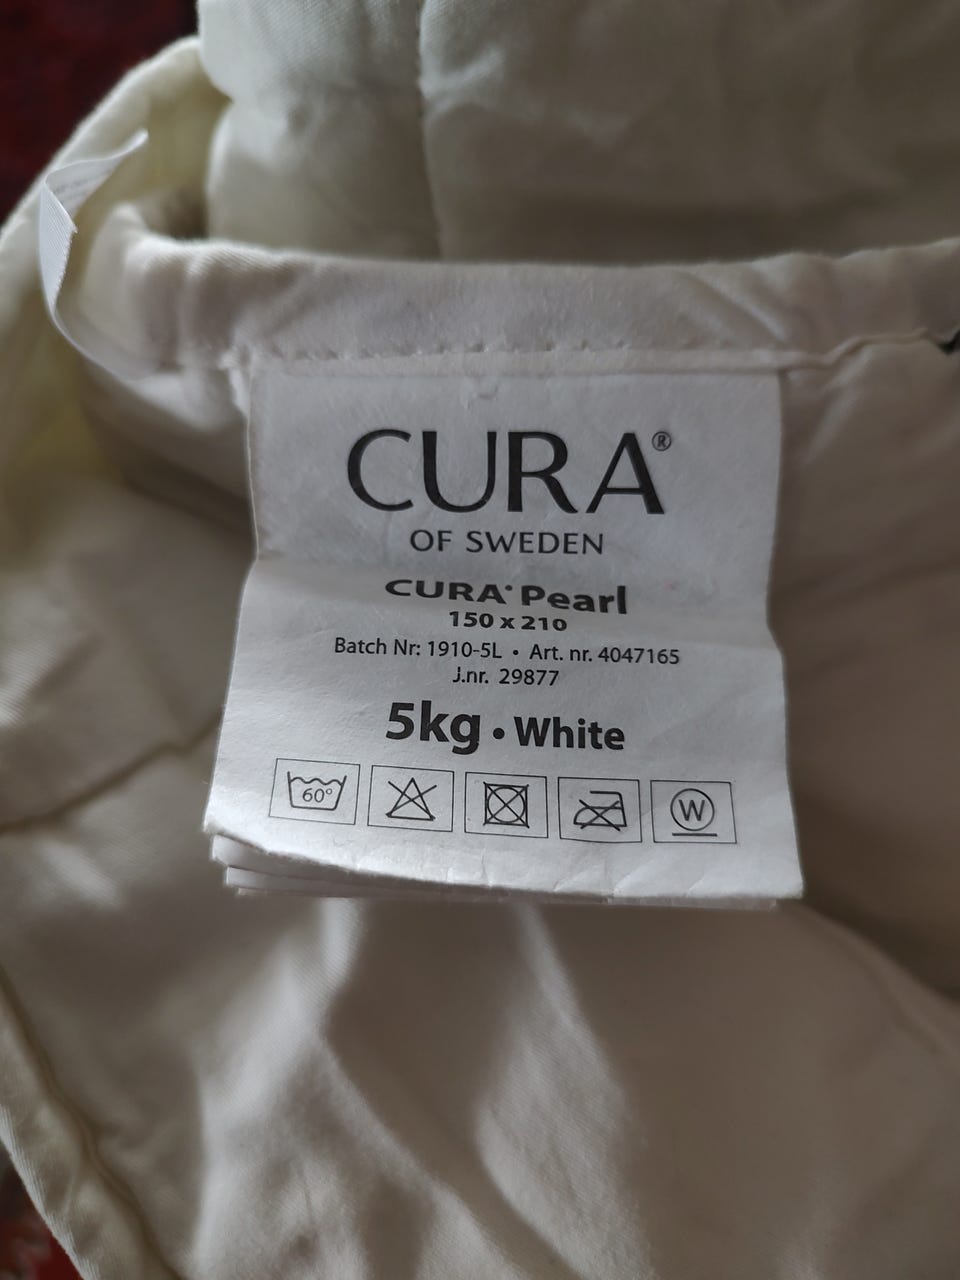 CURA®
OF SWEDEN
CURA® Pearl
150 x 210
Batch Nr: 1910-5L • Art. nr. 4047165
J.nr. 29877
5kg • White
60°
W